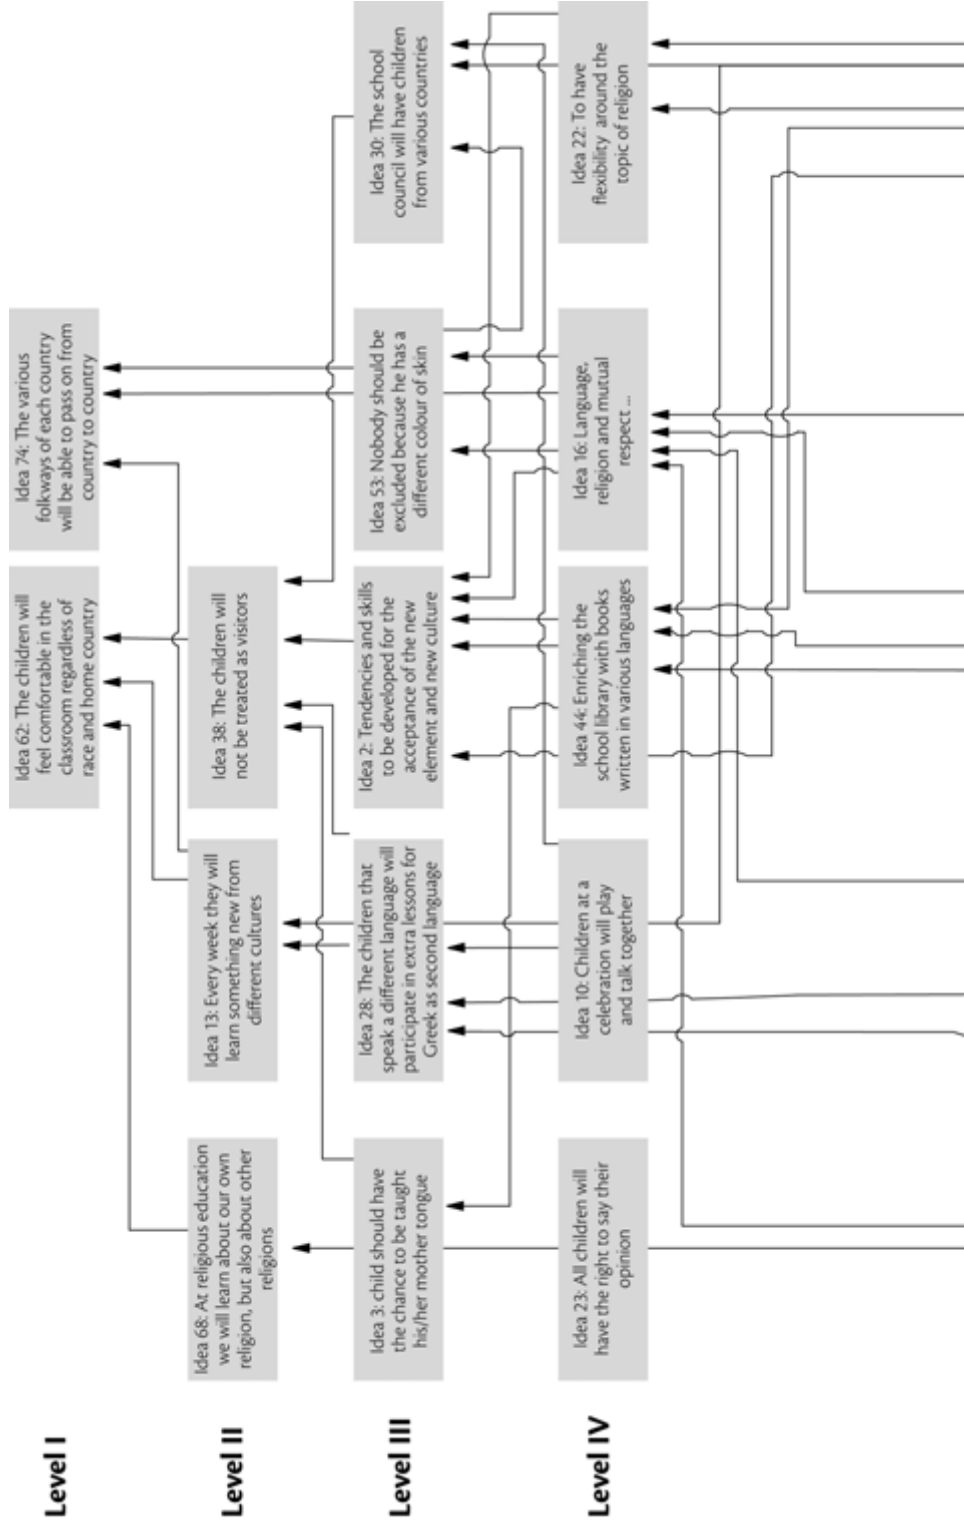 Level I
Idea 62: The children will
feel comfortable in the
classroom regardless of
race and home country
Idea 74: The various
folkways of each country
will be able to pass on from
country to country
Level II
Idea 68: At religious education
we will learn about our own
religion, but also about other
religions
Idea 13: Every week they will
learn something new from
different cultures
Idea 38: The children will
not be treated as visitors
Level III
Idea 3: child should have
the chance to be taught
his/her mother tongue
Idea 28: The children that
speak a different language will
participate in extra lessons for
Greek as second language
Idea 2: Tendencies and skills
to be developed for the
acceptance of the new
element and new culture
Idea 53: Nobody should be
excluded because he has a
different colour of skin
Idea 30: The school
council will have children
from various countries
Level IV
Idea 23: All children will
have the right to say their
opinion
Idea 10: Children at a
celebration will play
and talk together
Idea 44: Enriching the
school library with books
written in various languages
Idea 16: Language,
religion and mutual
respect ...
Idea 22: To have
flexibility around the
topic of religion